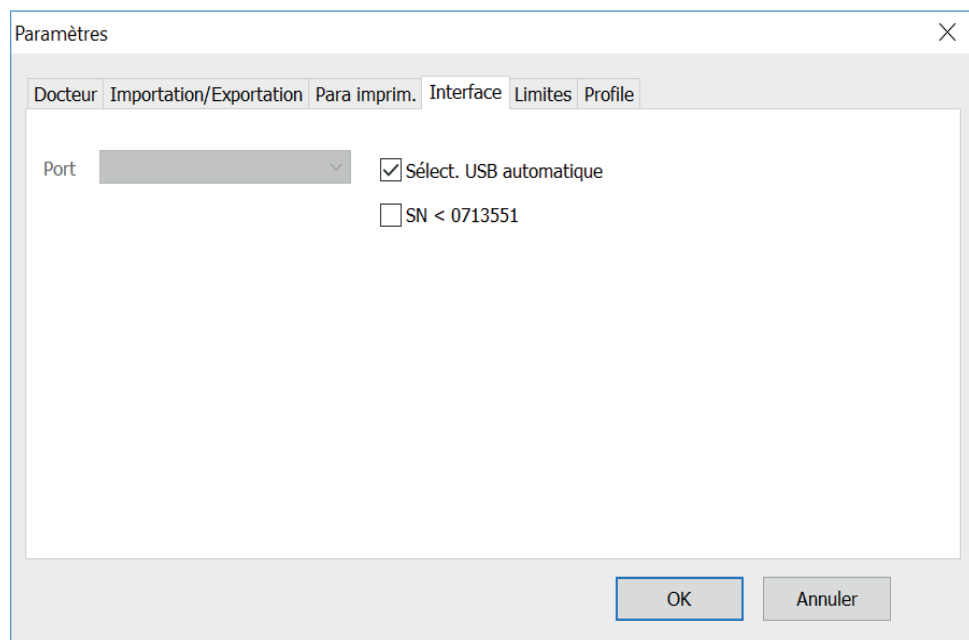 Paramètres
Docteur Importation/Exportation Para imprim. Interface Limites Profile
Port Sélect. USB automatique
SN < 0713551
OK Annuler